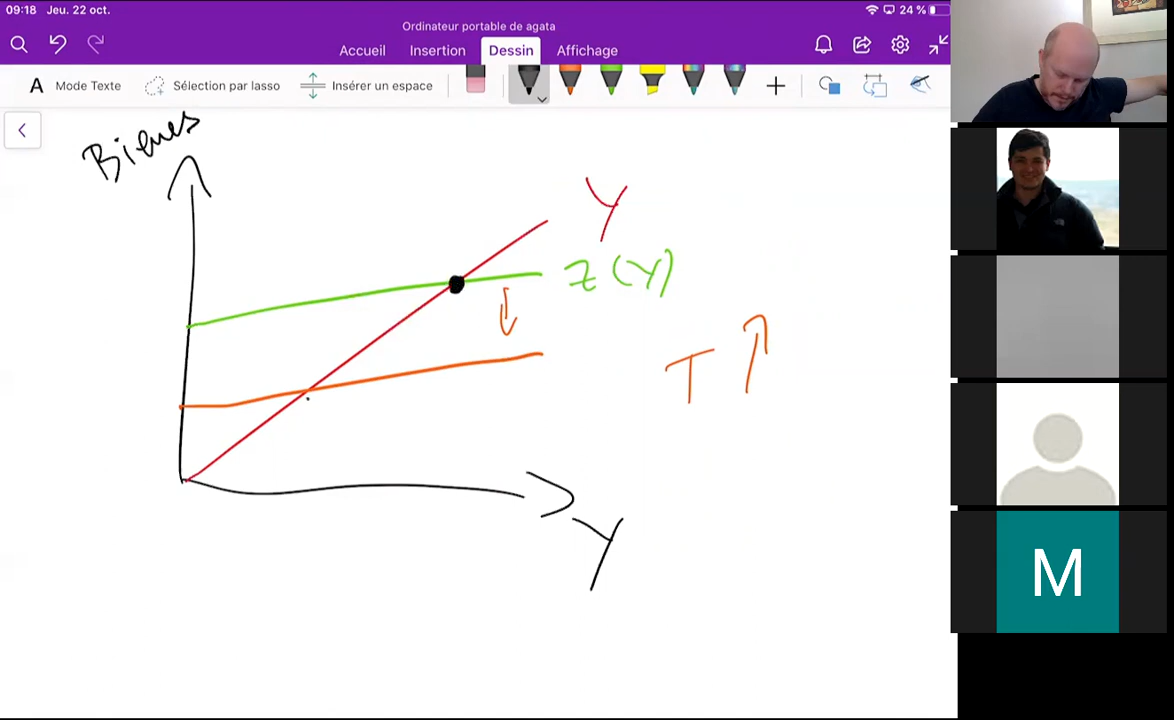 09:18 Jeu. 22 oct.
24 %
Ordinateur portable de agata
Accueil Insertion Dessin Affichage
A Mode Texte Sélection par lasso Insérer un espace
Bienes
Y
Z(Y)
T ↑
Y
M